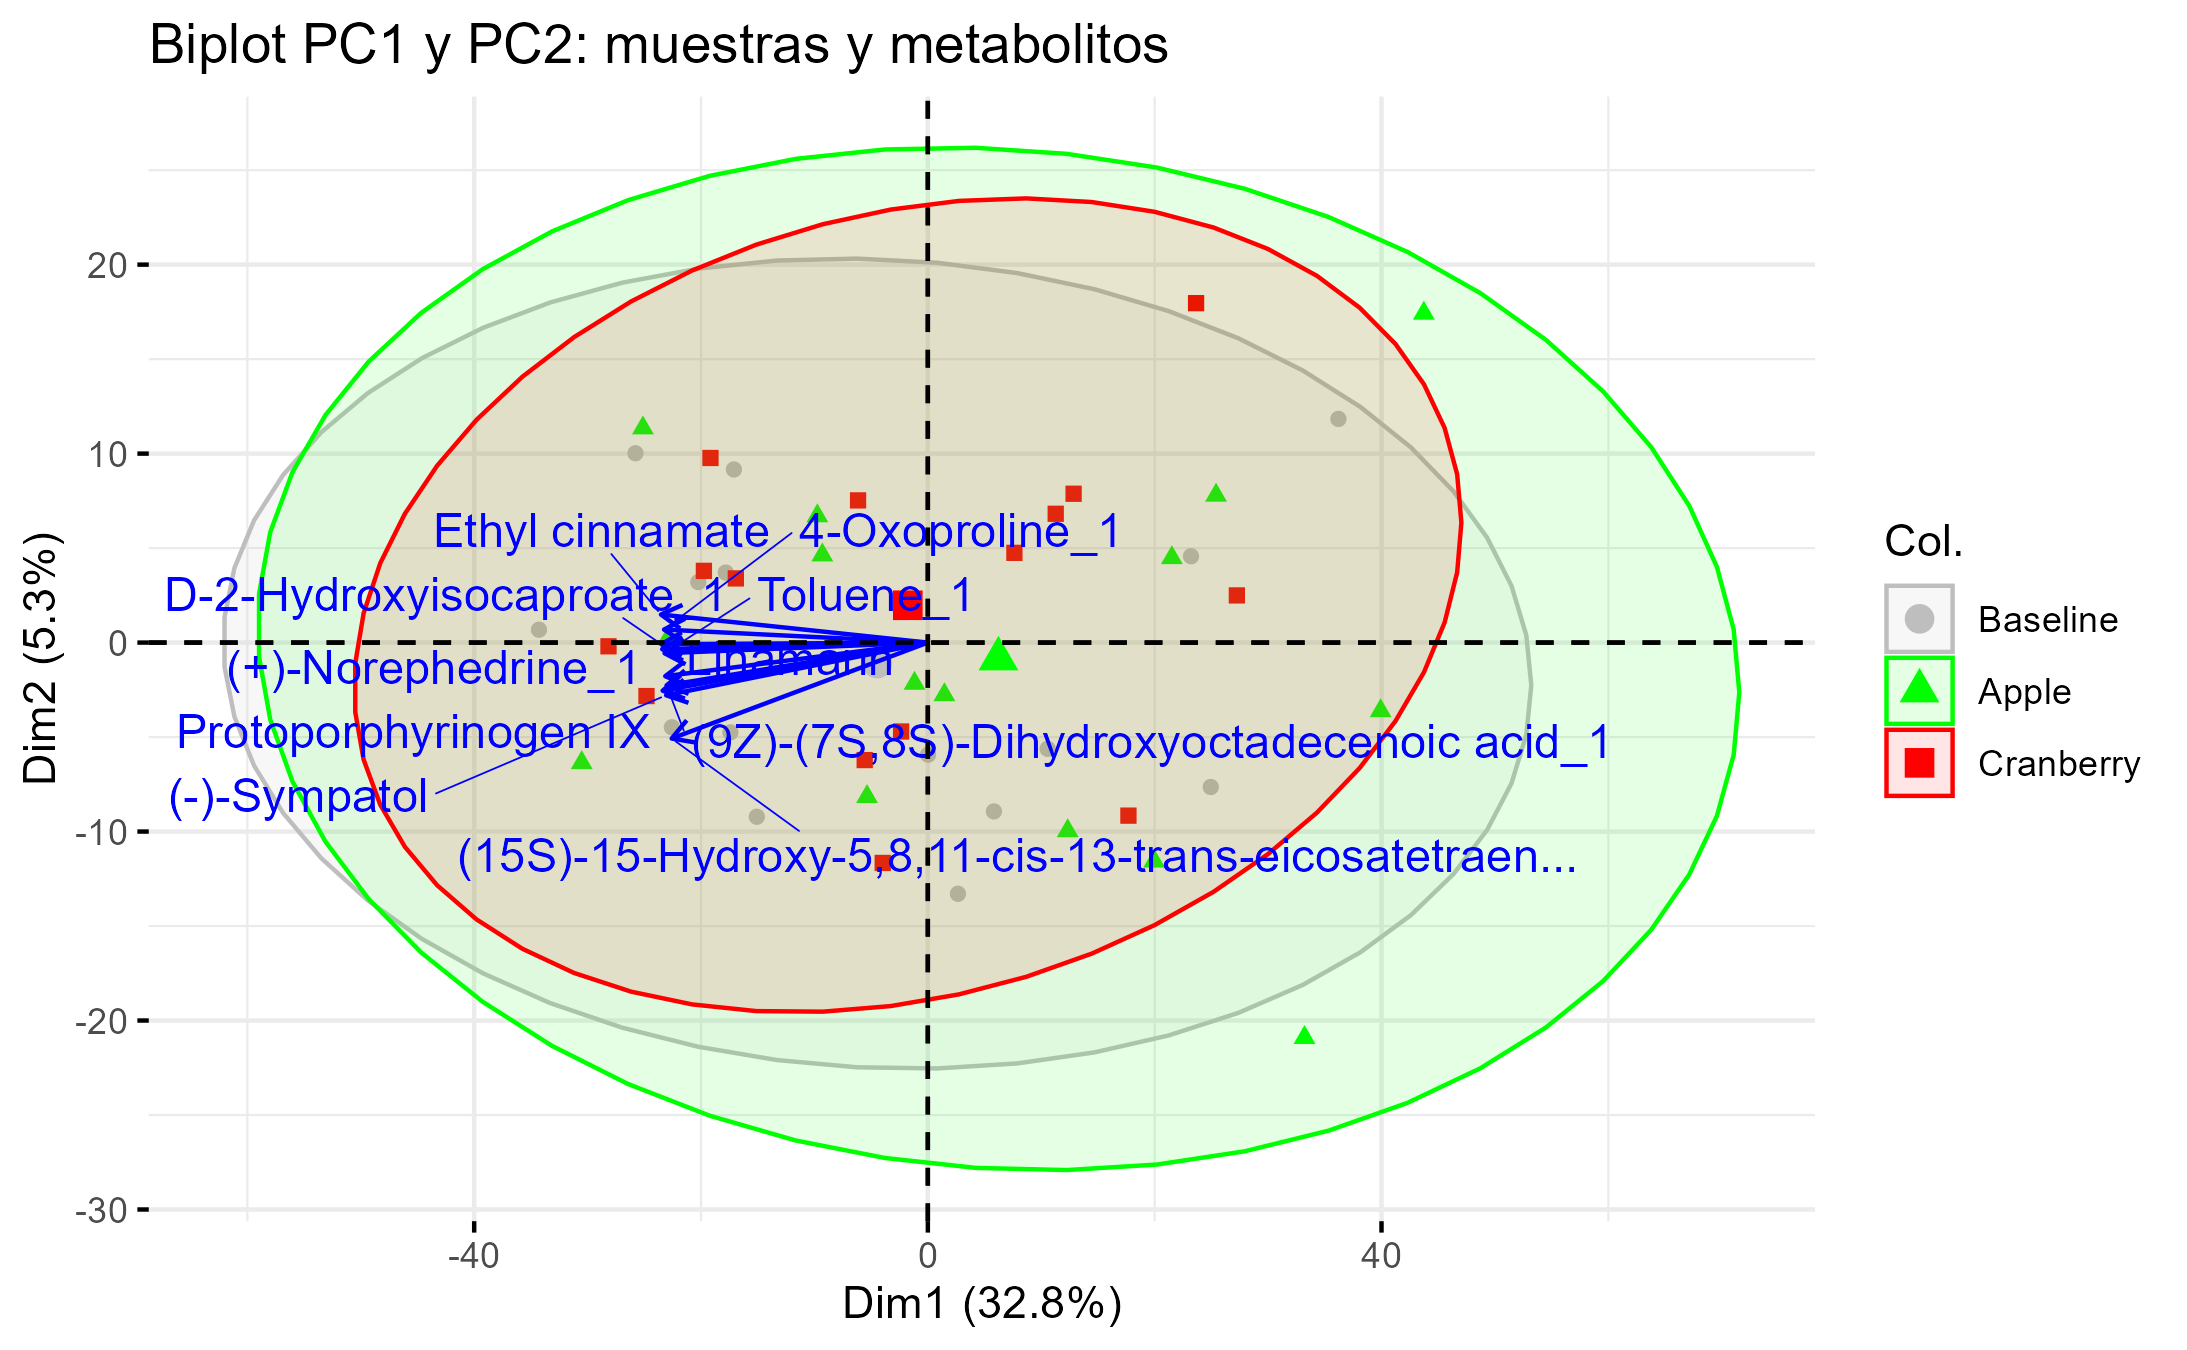 Biplot PC1 y PC2: muestras y metabolitos
Dim2 (5.3%)
20
10
0
-10
-20
-30
Ethyl cinnamate
4-Oxoproline_1
D-2-Hydroxyisocaproate_1
Toluene_1
(+)-Norephedrine_1
Linamarin
Protoporphyrinogen IX
(9Z)-(7S,8S)-Dihydroxyoctadecenoic acid_1
(-)-Sympatol
(15S)-15-Hydroxy-5,8,11-cis-13-trans-eicosatetraen...
-40
0
40
Dim1 (32.8%)
Col.
Baseline
Apple
Cranberry